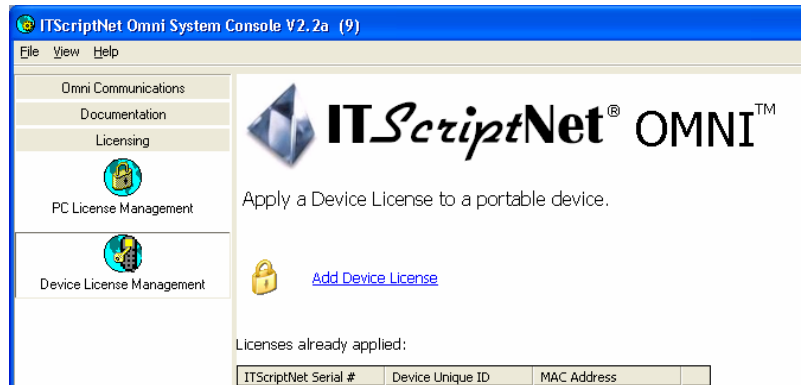 ITScriptNet Omni System Console V2.2a (9)
File View Help
Omni Communications
Documentation
Licensing
PC License Management
Device License Management
ITScriptNet® OMNI™
Apply a Device License to a portable device.
Add Device License
Licenses already applied:
ITScriptNet Serial # Device Unique ID MAC Address